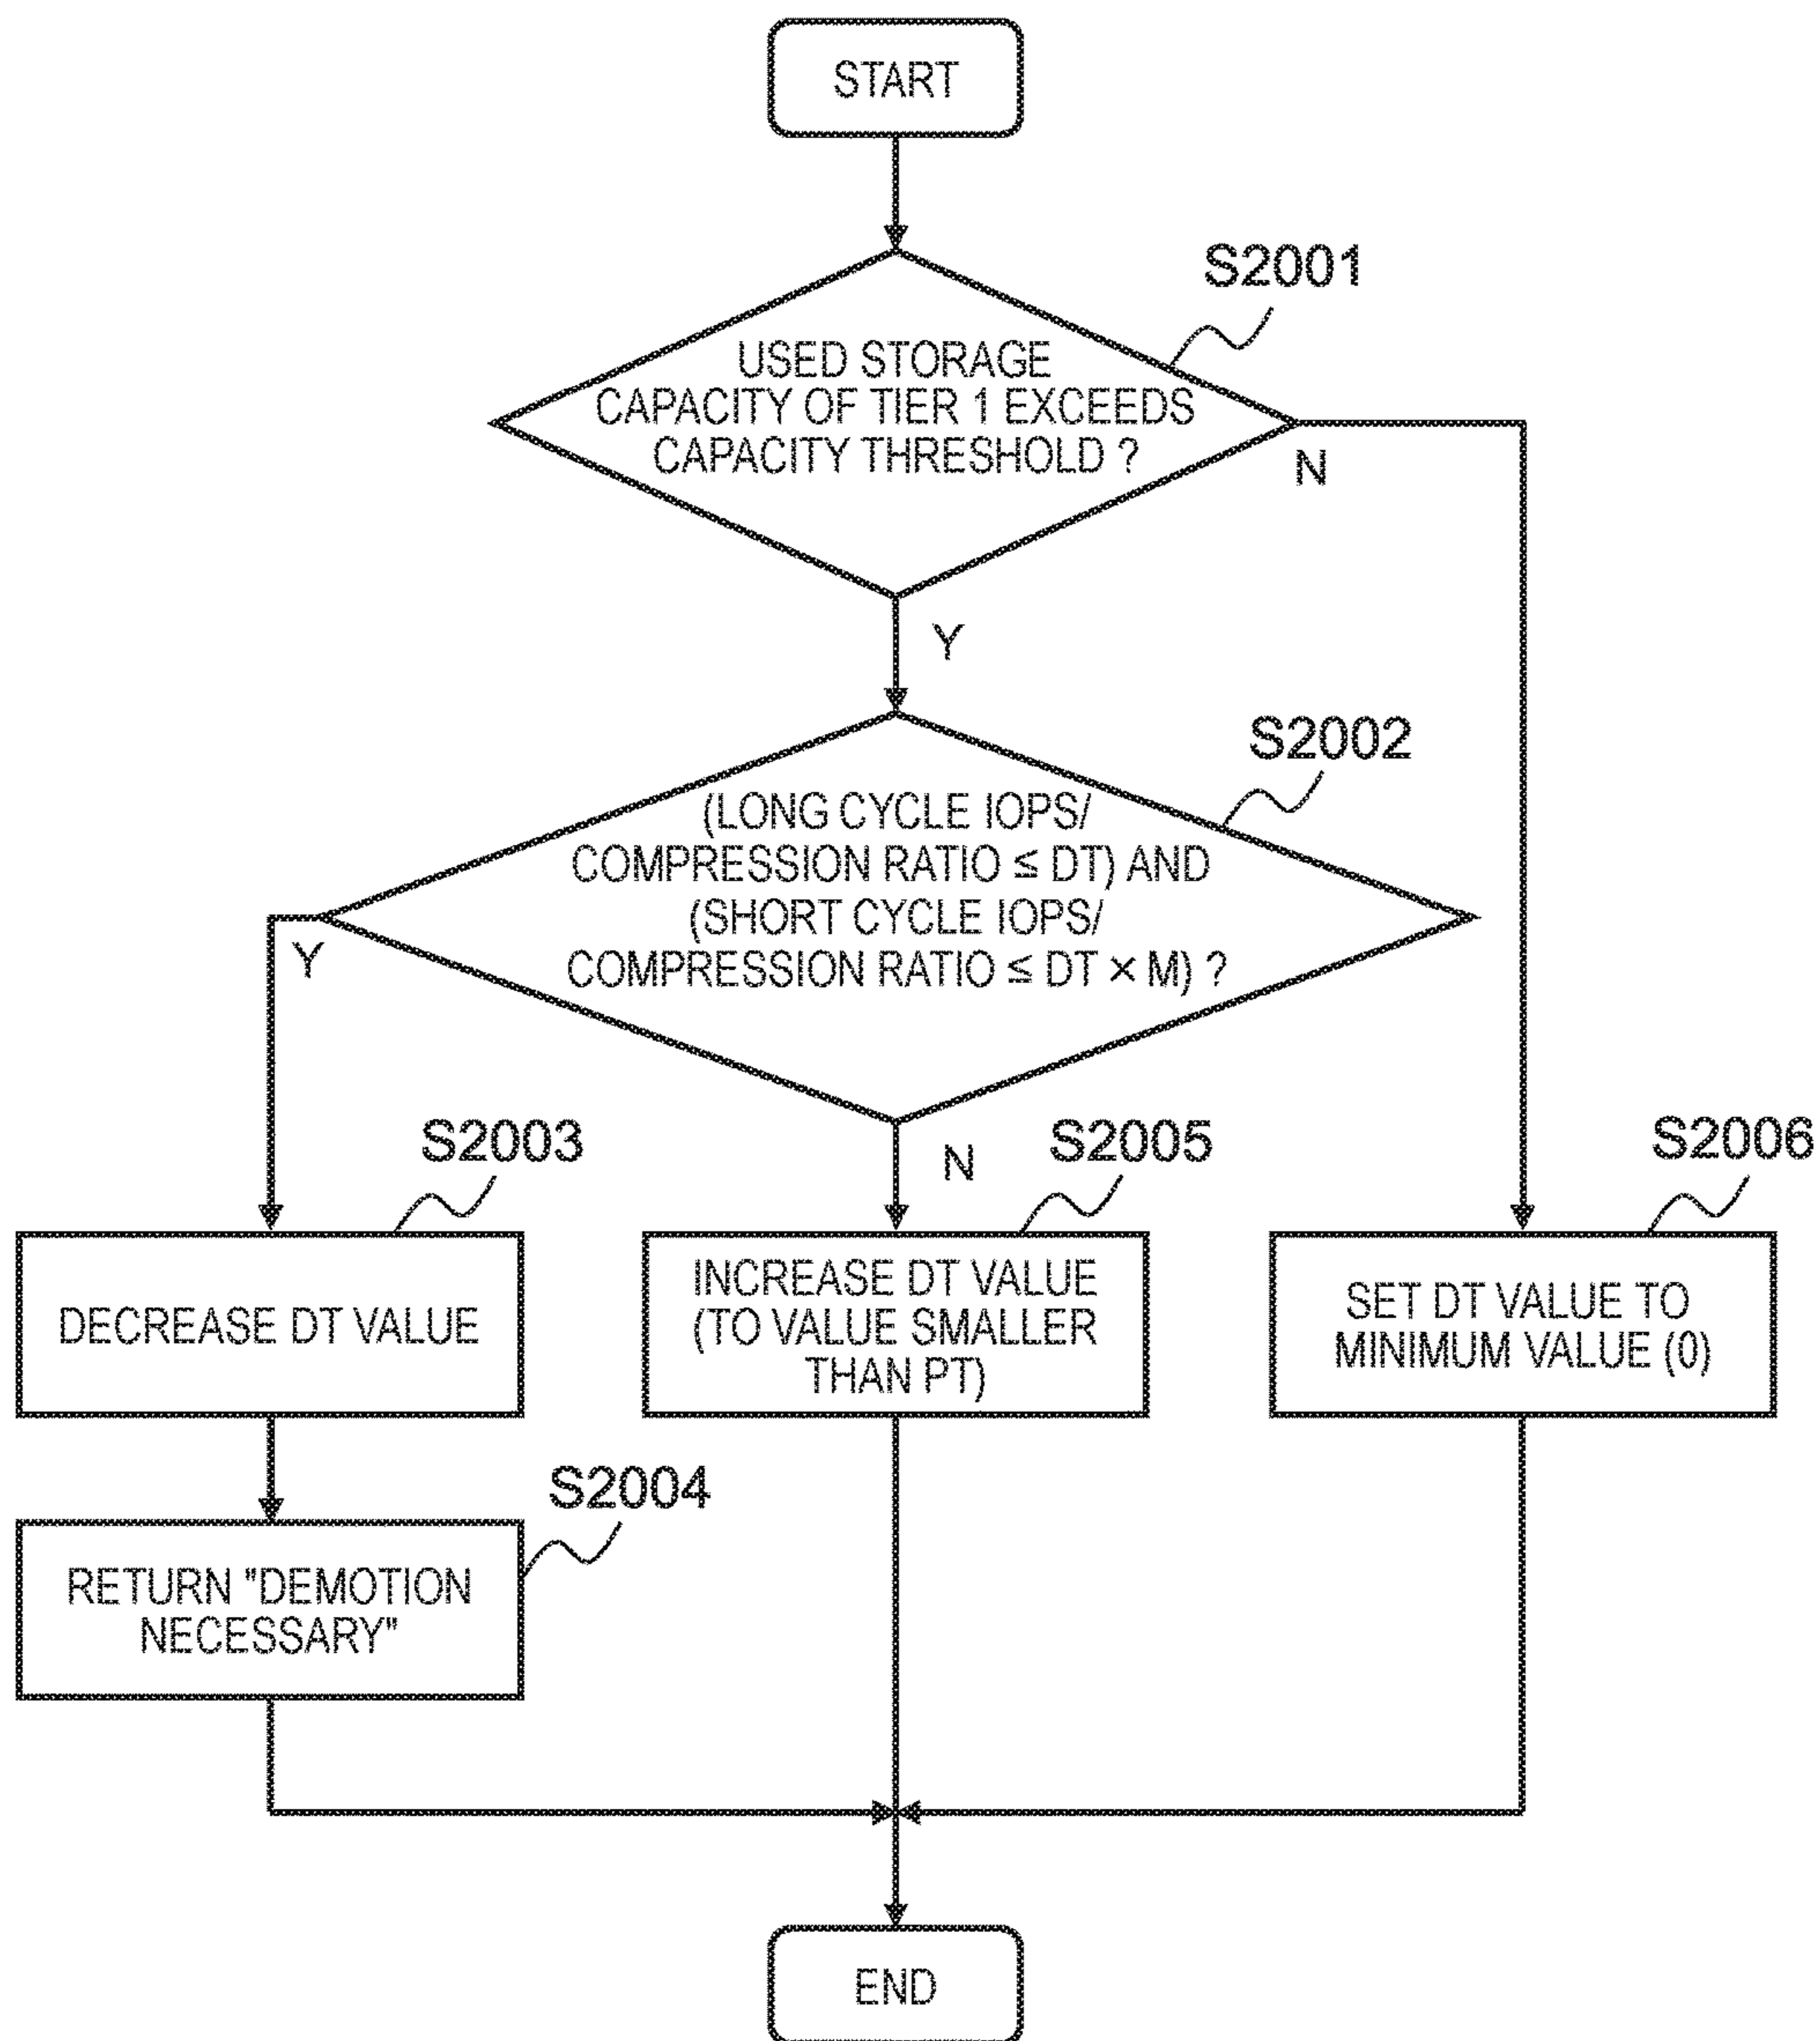 START
S2001
USED STORAGE
CAPACITY OF TIER 1 EXCEEDS
CAPACITY THRESHOLD ?
N
Y
S2002
(LONG CYCLE IOPS/
COMPRESSION RATIO ≤ DT) AND
(SHORT CYCLE IOPS/
COMPRESSION RATIO ≤ DT × M) ?
Y
N
S2003
DECREASE DT VALUE
S2005
INCREASE DT VALUE
(TO VALUE SMALLER
THAN PT)
S2006
SET DT VALUE TO
MINIMUM VALUE (0)
S2004
RETURN "DEMOTION
NECESSARY"
END